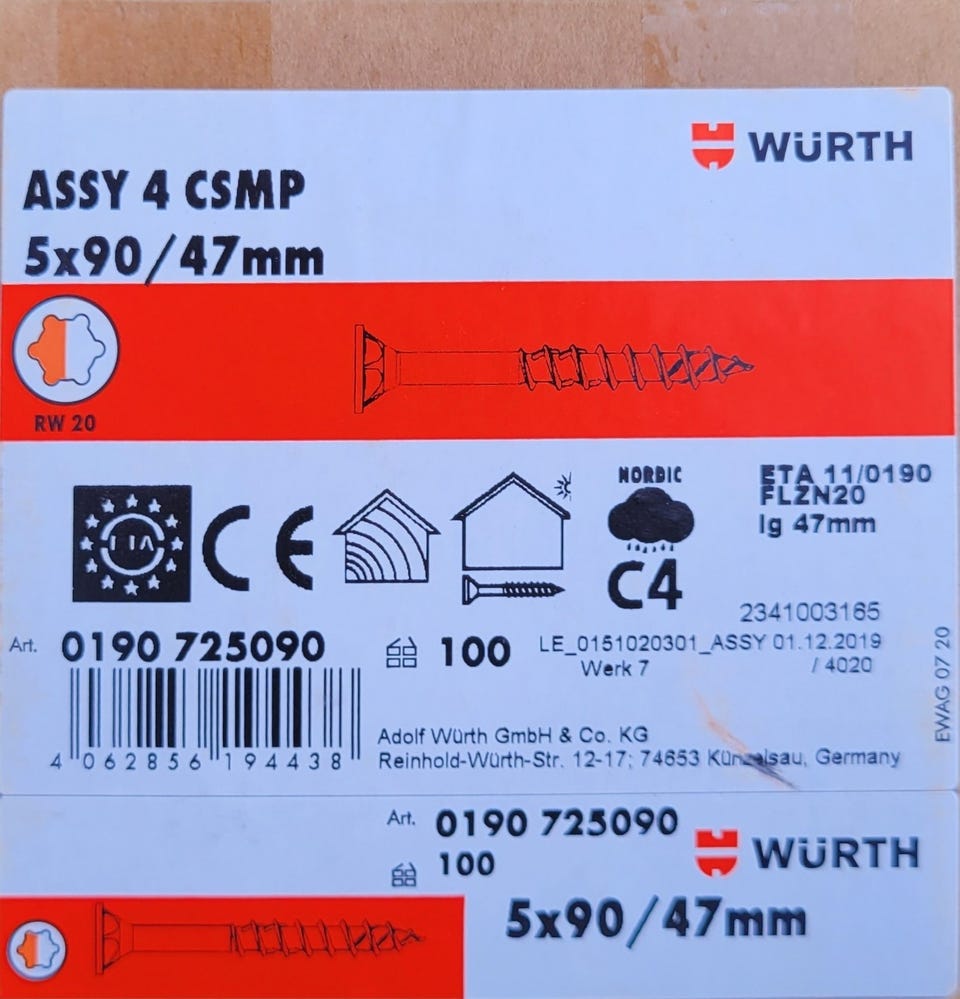 WÜRTH
ASSY 4 CSMP
5x90/47mm
RW 20
ETA
CE
NORDIC
C4
ETA 11/0190
FLZN20
lg 47mm
2341003165
Art. 0190 725090
100
LE_0151020301_ASSY 01.12.2019
Werk 7 / 4020
EWAG 07 20
4 062856 194438
Adolf Würth GmbH & Co. KG
Reinhold-Würth-Str. 12-17; 74653 Künzelsau, Germany
Art. 0190 725090
100
WÜRTH
5x90/47mm